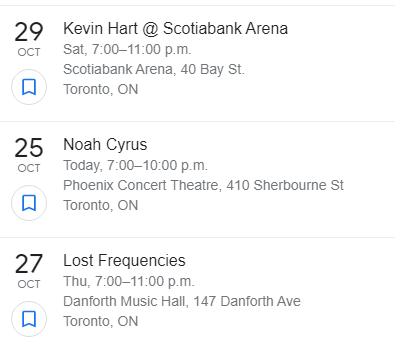 29
OCT
Kevin Hart @ Scotiabank Arena
Sat, 7:00–11:00 p.m.
Scotiabank Arena, 40 Bay St.
Toronto, ON
25
OCT
Noah Cyrus
Today, 7:00–10:00 p.m.
Phoenix Concert Theatre, 410 Sherbourne St
Toronto, ON
27
OCT
Lost Frequencies
Thu, 7:00–11:00 p.m.
Danforth Music Hall, 147 Danforth Ave
Toronto, ON